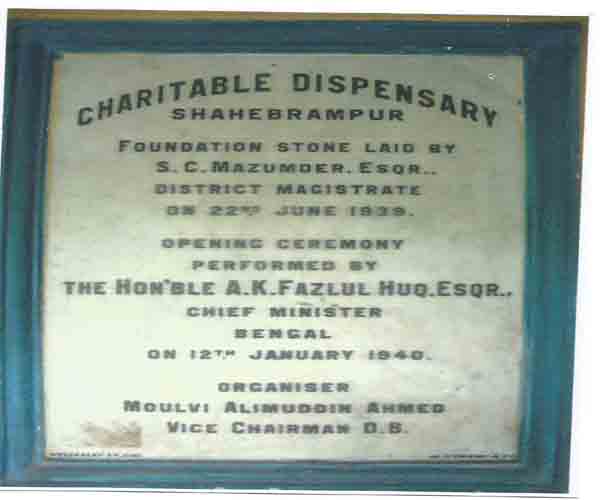 CHARITABLE DISPENSARY
SHAHEBRAMPUR
FOUNDATION STONE LAID BY
S. C. MAZUMDER. ESQR.,
DISTRICT MAGISTRATE
ON 22ND JUNE 1939.
OPENING CEREMONY
PERFORMED BY
THE HON'BLE A.K.FAZLUL HUQ.ESQR.,
CHIEF MINISTER
BENGAL
ON 12TH JANUARY 1940.
ORGANISER
MOULVI ALIMUDDIN AHMED
VICE CHAIRMAN D.B.